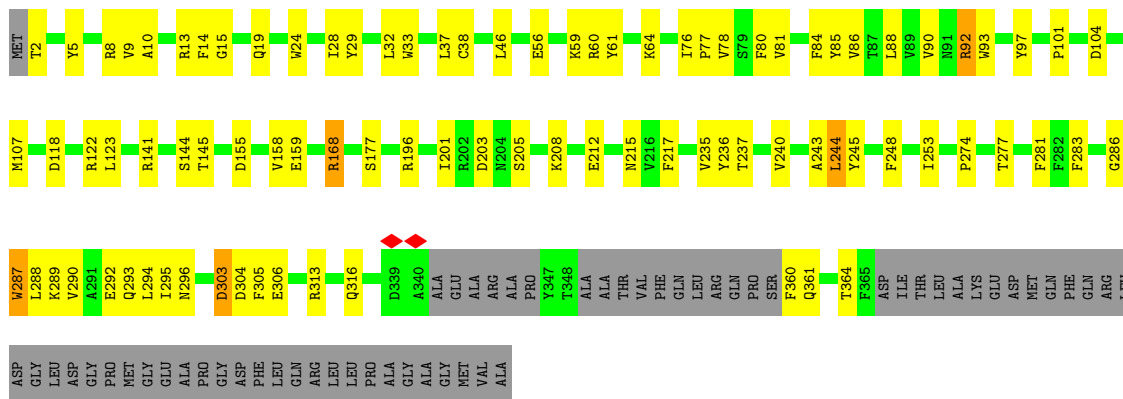 MET T2 Y5 R8 V9 A10 R13 F14 G15 Q19 W24 I28 Y29 L32 W33 L37 C38 L46 E56 K59 R60 Y61 K64 I76 P77 V78 S79 F80 V81 F84 Y85 V86 T87 L88 V89 V90 N91 R92 W93 Y97 P101 D104
M107 D118 R122 L123 R141 S144 T145 D155 V158 E159 R168 S177 R196 I201 R202 D203 N204 S205 K208 E212 N215 V216 F217 V235 Y236 T237 V240 A243 L244 Y245 F248 I253 P274 T277 F281 F282 F283 G286
W287 L288 K289 V290 A291 E292 Q293 L294 I295 N296 D303 D304 F305 E306 R313 Q316 D339 A340 ALA GLU ALA ARG ALA PRO Y347 T348 ALA ALA THR VAL PHE GLN LEU ARG GLN PRO SER F360 Q361 T364 F365 ASP ILE THR LEU ALA LYS GLU ASP MET GLN PHE GLN ARG
ASP GLY LEU ASP GLY PRO MET GLY GLU ALA PRO GLY ASP PHE LEU GLN ARG LEU LEU PRO ALA GLY ALA GLY MET VAL ALA